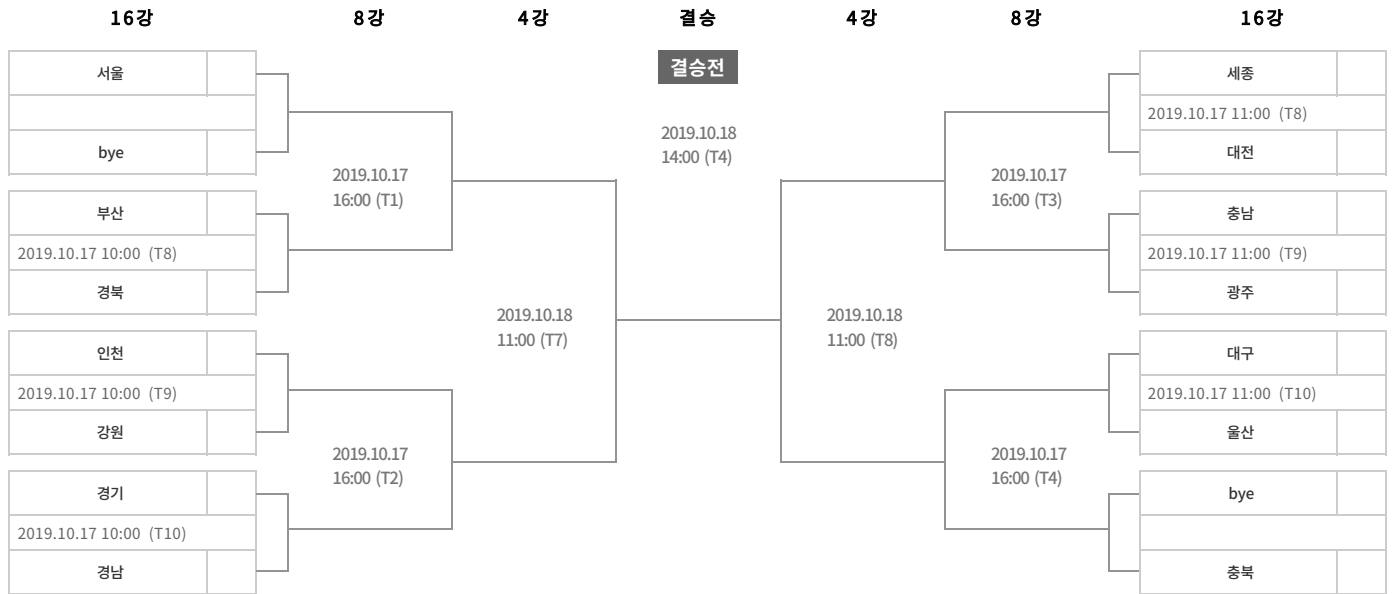 16강 8강 4강 결승 4강 8강 16강
결승전
서울
bye
부산
2019.10.17 10:00 (T8)
경북
인천
2019.10.17 10:00 (T9)
강원
경기
2019.10.17 10:00 (T10)
경남
2019.10.17
16:00 (T1)
2019.10.17
16:00 (T2)
2019.10.18
11:00 (T7)
2019.10.18
14:00 (T4)
2019.10.18
11:00 (T8)
2019.10.17
16:00 (T3)
2019.10.17
16:00 (T4)
세종
2019.10.17 11:00 (T8)
대전
충남
2019.10.17 11:00 (T9)
광주
대구
2019.10.17 11:00 (T10)
울산
bye
충북